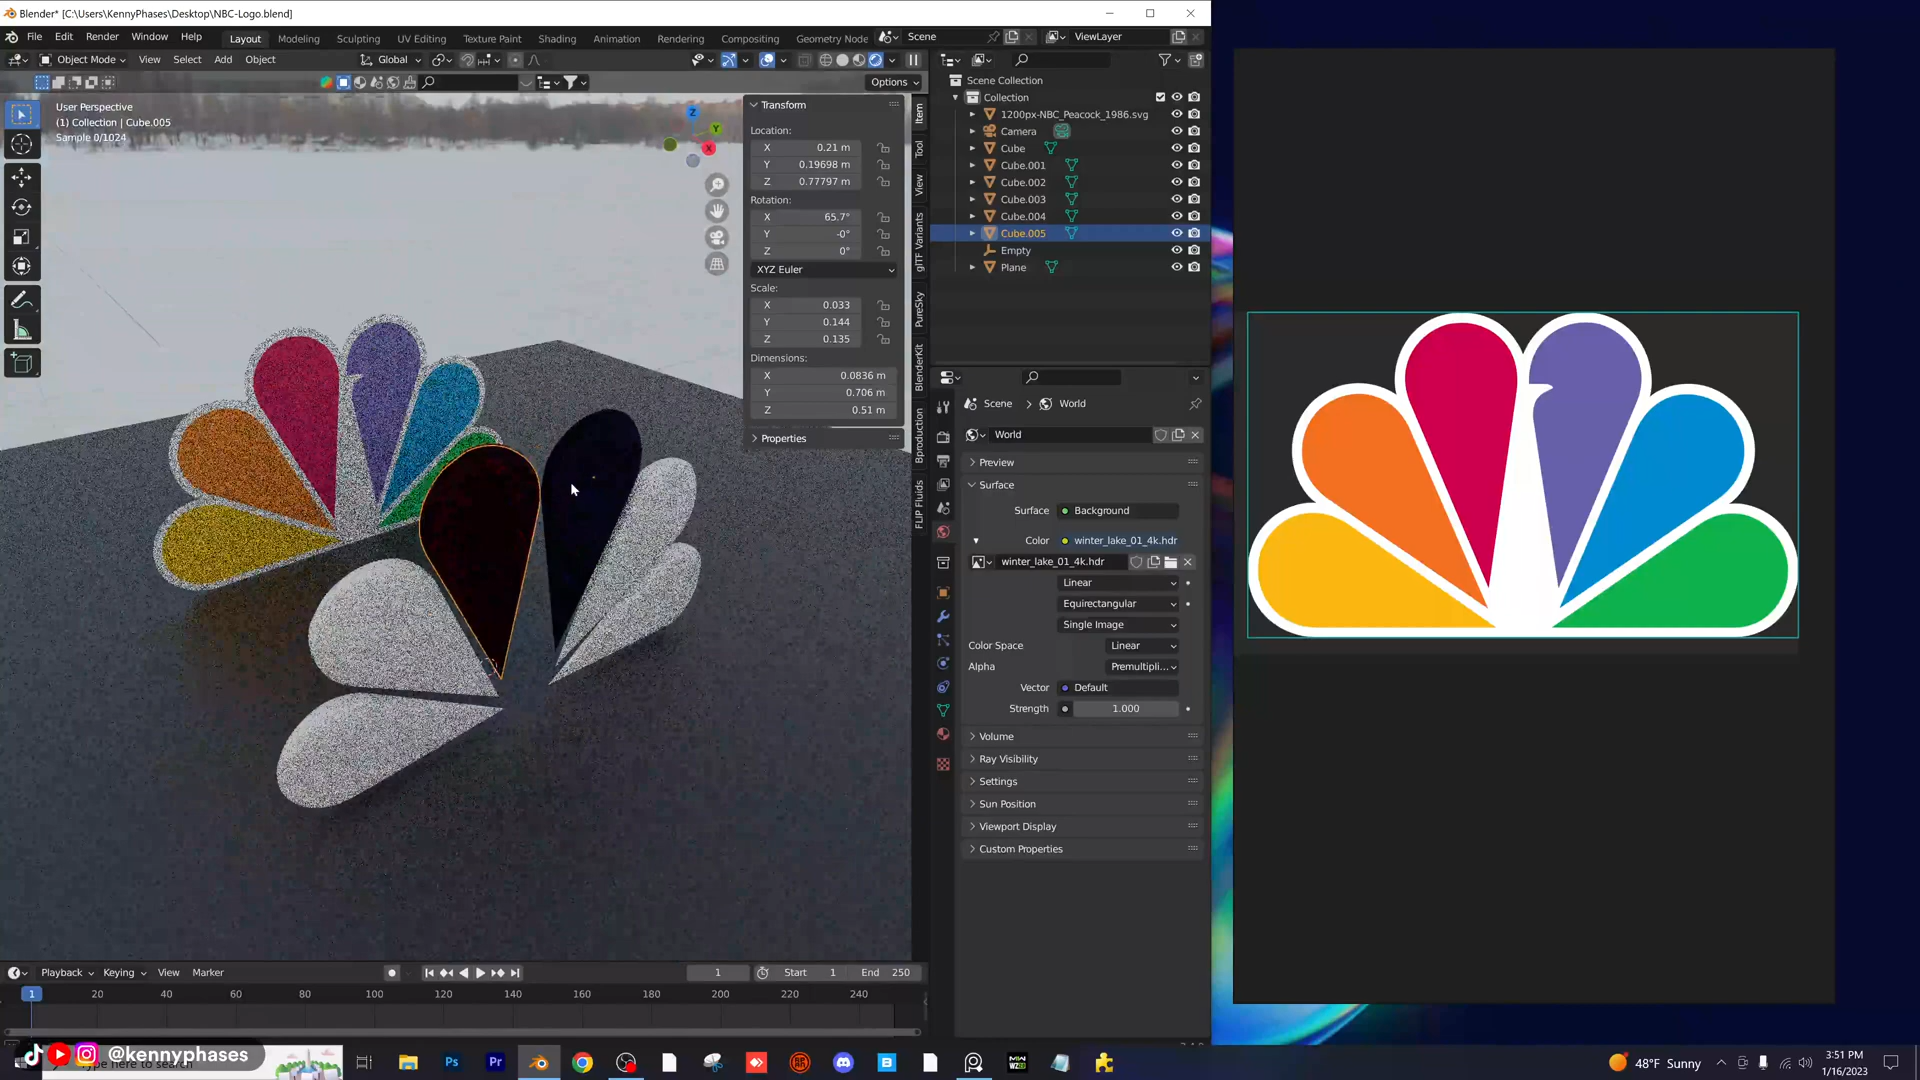 Blender* [C:\Users\KennyPhases\Desktop\NBC-Logo.blend]
File Edit Render Window Help
Layout Modeling Sculpting UV Editing Texture Paint Shading Animation Rendering Compositing Geometry Node
Scene
ViewLayer
Object Mode View Select Add Object
Global
Options
User Perspective
(1) Collection | Cube.005
Sample 0/1024
Z
Y
X
Transform
Location:
X 0.21 m
Y 0.19698 m
Z 0.77797 m
Rotation:
X 65.7°
Y -0°
Z 0°
XYZ Euler
Scale:
X 0.033
Y 0.144
Z 0.135
Dimensions:
X 0.0836 m
Y 0.706 m
Z 0.51 m
Properties
Item
Tool
View
glTF Variants
PureSky
BlenderKit
Bproduction
FLIP Fluids
Scene Collection
Collection
1200px-NBC_Peacock_1986.svg
Camera
Cube
Cube.001
Cube.002
Cube.003
Cube.004
Cube.005
Empty
Plane
Scene > World
World
Preview
Surface
Surface Background
Color winter_lake_01_4k.hdr
winter_lake_01_4k.hdr
Linear
Equirectangular
Single Image
Color Space Linear
Alpha Premultipli...
Vector Default
Strength 1.000
Volume
Ray Visibility
Settings
Sun Position
Viewport Display
Custom Properties
Playback Keying View Marker
1
Start 1
End 250
1 20 40 60 80 100 120 140 160 180 200 220 240
@kennyphases
Type here to search
Ps
Pr
48°F Sunny
3:51 PM
1/16/2023